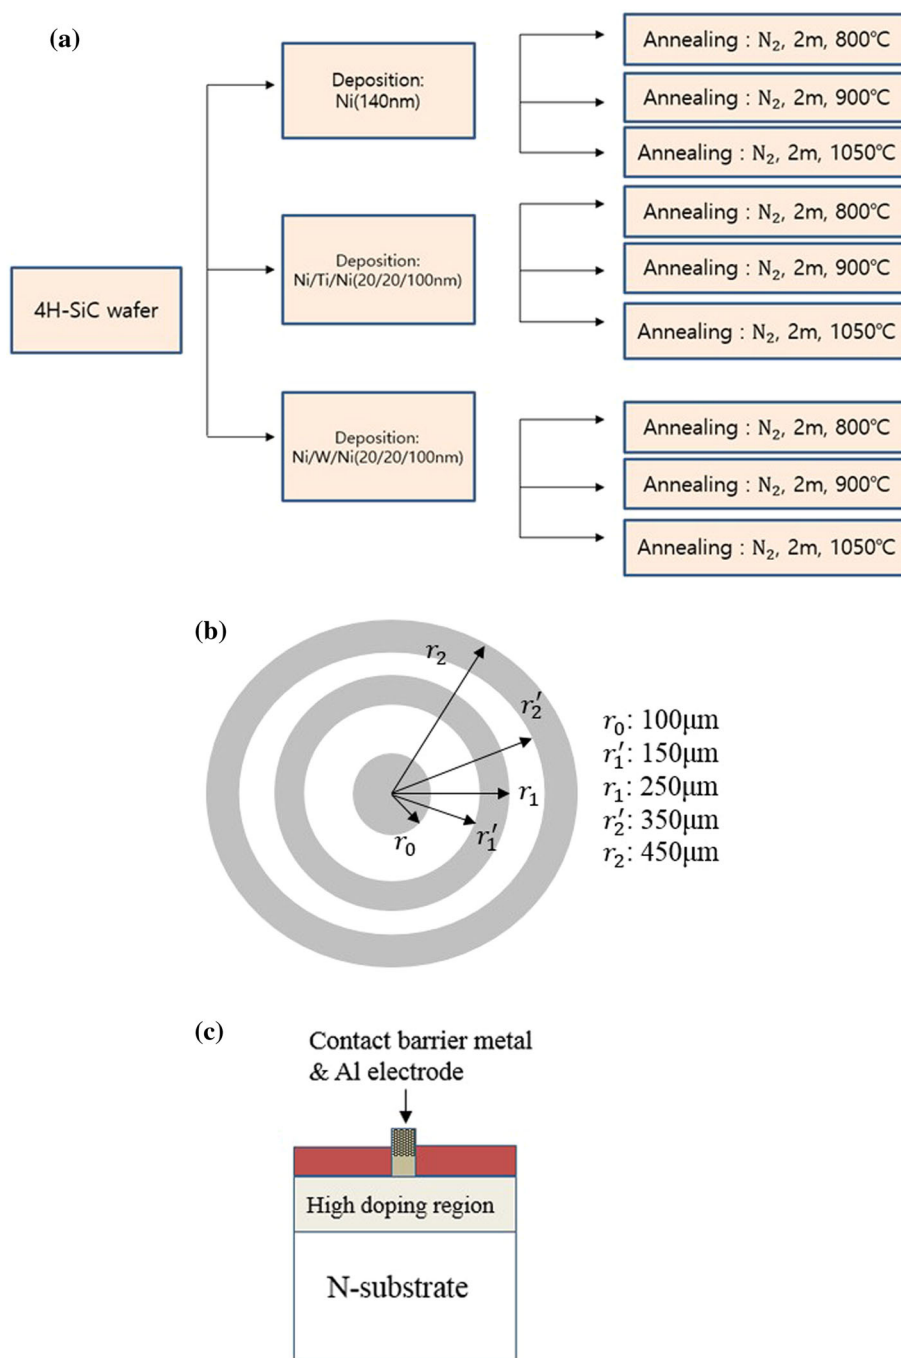 (a)
4H-SiC wafer
Deposition:
Ni(140nm)
Annealing : N₂, 2m, 800℃
Annealing : N₂, 2m, 900℃
Annealing : N₂, 2m, 1050℃
Deposition:
Ni/Ti/Ni(20/20/100nm)
Annealing : N₂, 2m, 800℃
Annealing : N₂, 2m, 900℃
Annealing : N₂, 2m, 1050℃
Deposition:
Ni/W/Ni(20/20/100nm)
Annealing : N₂, 2m, 800℃
Annealing : N₂, 2m, 900℃
Annealing : N₂, 2m, 1050℃
(b)
r₂
r₂′
r₁
r₁′
r₀
r₀: 100μm
r₁′: 150μm
r₁: 250μm
r₂′: 350μm
r₂: 450μm
(c)
Contact barrier metal
& Al electrode
High doping region
N-substrate